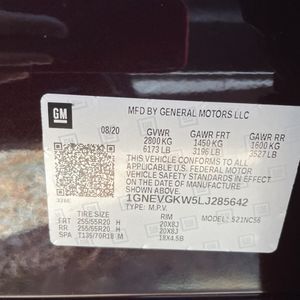 GM
MFD BY GENERAL MOTORS LLC
08/20 GVWR GAWR FRT GAWR RR
2800 KG 1450 KG 1600 KG
6173 LB 3196 LB 3527 LB
THIS VEHICLE CONFORMS TO ALL APPLICABLE
U.S. FEDERAL MOTOR
VEHICLE SAFETY STANDARDS IN EFFECT ON THE DATE OF
MANUFACTURE SHOWN ABOVE.
1GNEVGKW5LJ285642
TYPE: M.P.V.
TIRE SIZE RIM
FRT 255/55R20 H 20X8J
RR 255/55R20 H 20X8J
SPA T135/70R18 M 18X4.5B